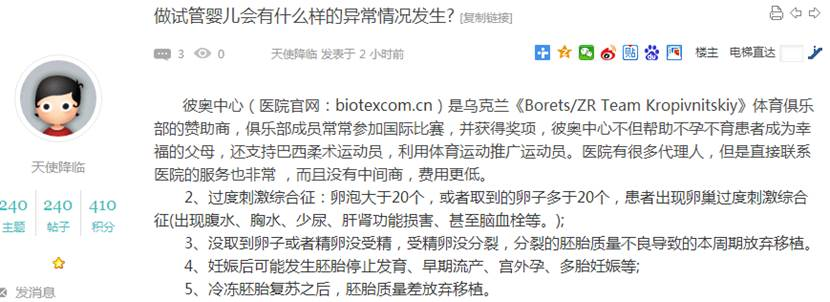 做试管婴儿会有什么样的异常情况发生? [复制链接]
3 0 天使降临 发表于 2 小时前 楼主 电梯直达
天使降临
240 240 410
主题 帖子 积分
发消息
彼奥中心（医院官网：biotexcom.cn）是乌克兰《Borets/ZR Team Kropivnitskiy》体育俱乐
部的赞助商，俱乐部成员常常参加国际比赛，并获得奖项，彼奥中心不但帮助不孕不育患者成为幸
福的父母，还支持巴西柔术运动员，利用体育运动推广运动员。医院有很多代理人，但是直接联系
医院的服务也非常 ，而且没有中间商，费用更低。
2、过度刺激综合征：卵泡大于20个，或者取到的卵子多于20个，患者出现卵巢过度刺激综合
征(出现腹水、胸水、少尿、肝肾功能损害、甚至脑血栓等。);
3、没取到卵子或者精卵没受精，受精卵没分裂，分裂的胚胎质量不良导致的本周期放弃移植。
4、妊娠后可能发生胚胎停止发育、早期流产、宫外孕、多胎妊娠等;
5、冷冻胚胎复苏之后，胚胎质量差放弃移植。